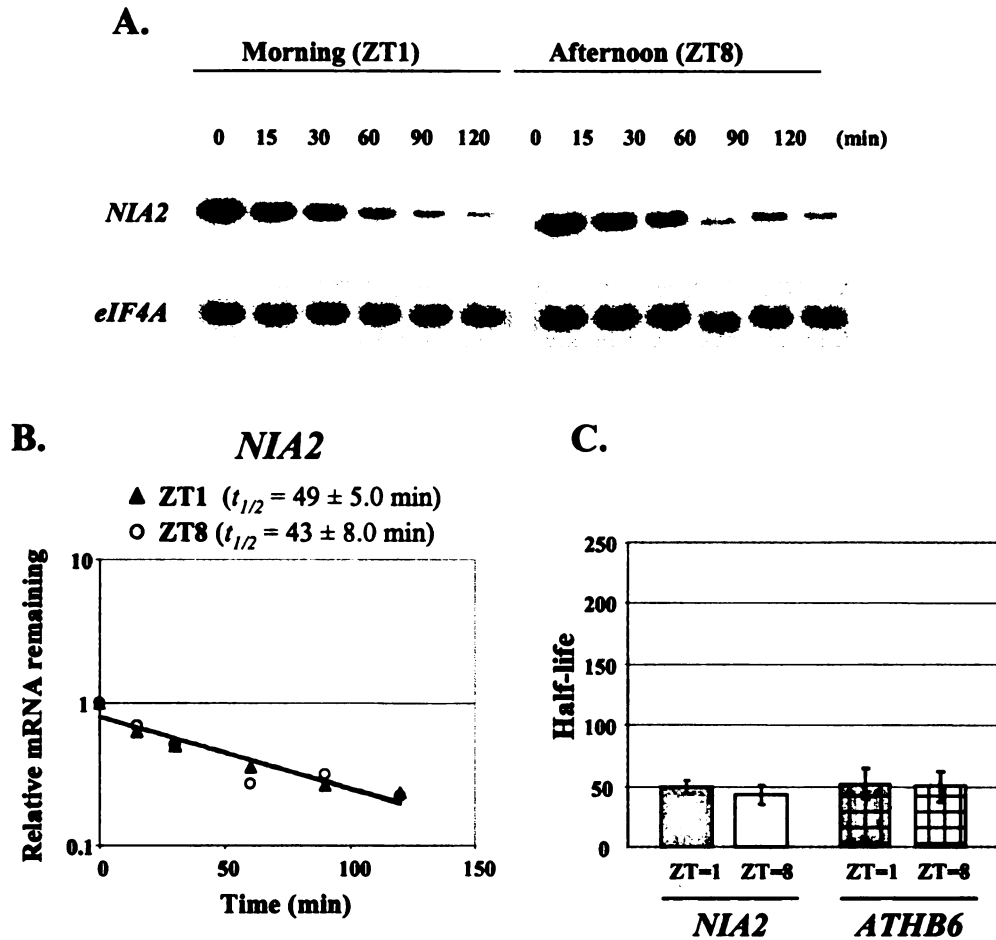 A.
Morning (ZT1) Afternoon (ZT8)
0 15 30 60 90 120 0 15 30 60 90 120 (min)
NIA2
eIF4A
B.
NIA2
▲ ZT1 (t1/2 = 49 ± 5.0 min)
○ ZT8 (t1/2 = 43 ± 8.0 min)
Relative mRNA remaining
10
1
0.1
0 50 100 150
Time (min)
C.
Half-life
250
200
150
100
50
0
ZT=1 ZT=8 ZT=1 ZT=8
NIA2 ATHB6